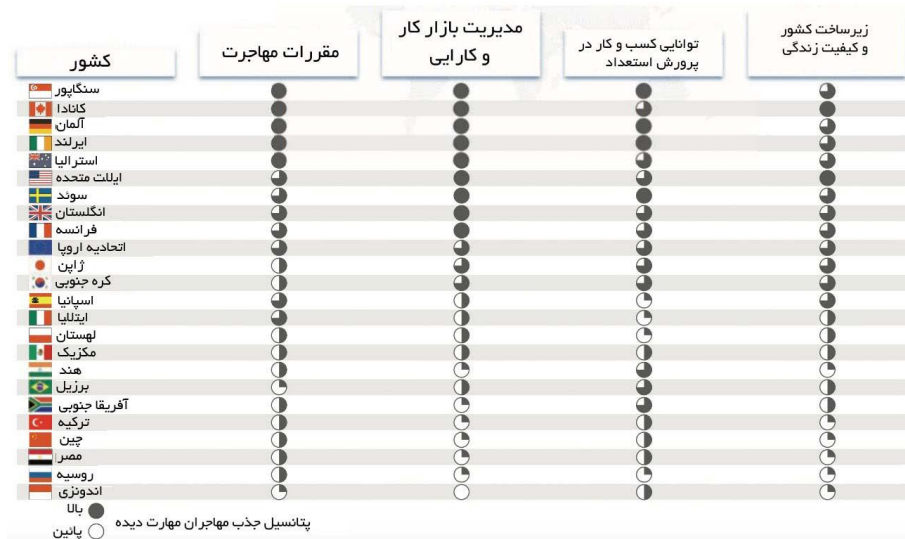 کشور
مقررات مهاجرت
مدیریت بازار کار
و کارایی
توانایی کسب و کار در
پرورش استعداد
زیرساخت کشور
و کیفیت زندگی
سنگاپور
کانادا
آلمان
ایرلند
استرالیا
ایالت متحده
سوئد
انگلستان
فرانسه
اتحادیه اروپا
ژاپن
کره جنوبی
اسپانیا
ایتالیا
لهستان
مکزیک
هند
برزیل
آفریقا جنوبی
ترکیه
چین
مصر
روسیه
اندونزی
بالا
پائین
پتانسیل جذب مهاجران مهارت دیده